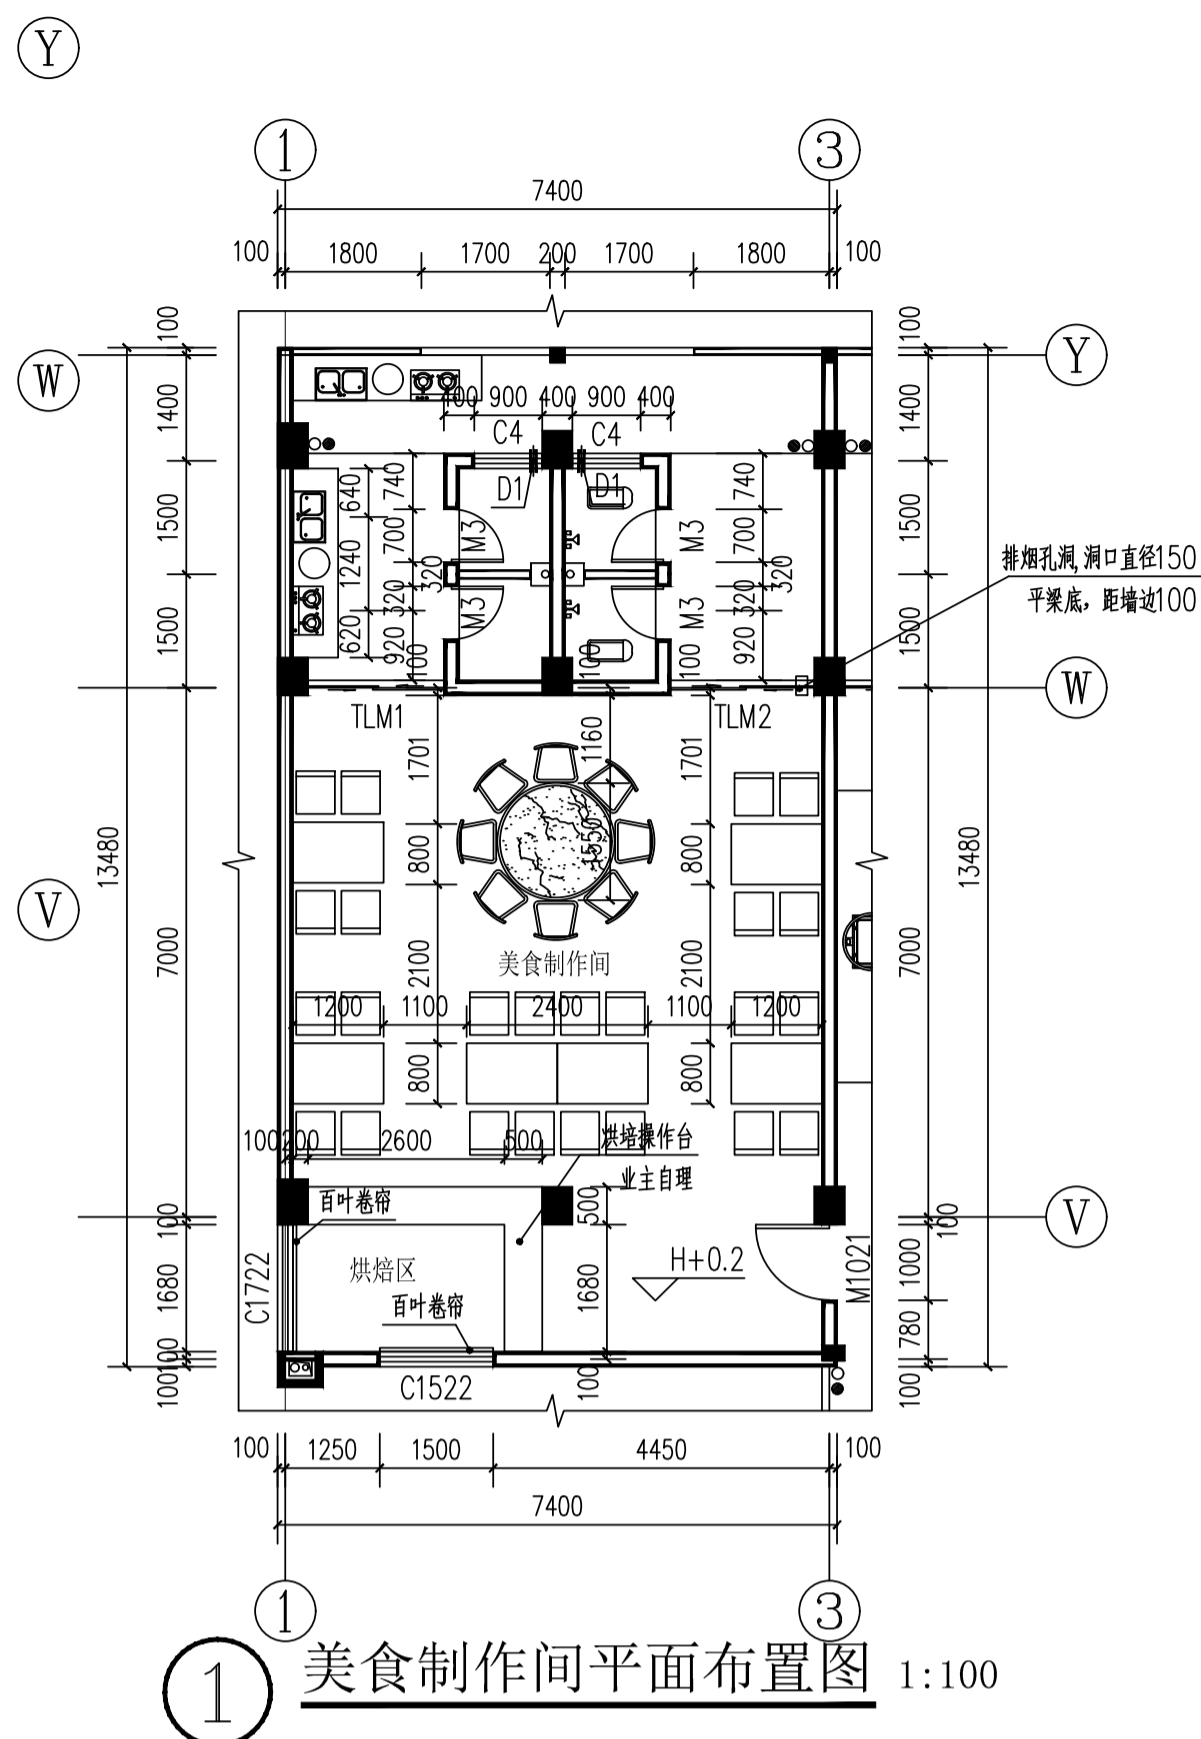 Y
1
3
7400
100
1800
1700
200
1700
1800
100
100
100
W
Y
1400
1400
400
900
400
900
400
C4
C4
D1
D1
640
740
740
1500
1500
1240
700
M3
M3
700
320
320
排烟孔洞,洞口直径150
平梁底，距墙边100
320
M3
M3
320
1500
1500
620
920
100
100
100
920
W
TLM1
TLM2
1701
1160
1701
13480
800
1550
800
13480
V
7000
7000
2100
美食制作间
2100
1200
1100
2400
1100
1200
800
800
100
200
2600
500
烘培操作台
业主自理
百叶卷帘
500
100
100
V
C1722
烘焙区
H+0.2
M1021
1000
1680
百叶卷帘
1680
780
100
100
C1522
100
100
100
1250
1500
4450
100
7400
1
3
1
美食制作间平面布置图 1:100